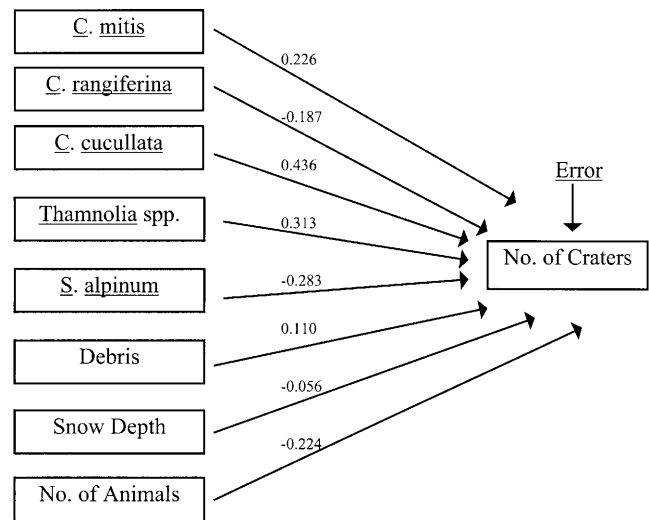 C. mitis
0.226
C. rangiferina
-0.187
C. cucullata
0.436
Error
Thamnolia spp.
0.313
No. of Craters
S. alpinum
-0.283
Debris
0.110
Snow Depth
-0.056
No. of Animals
-0.224